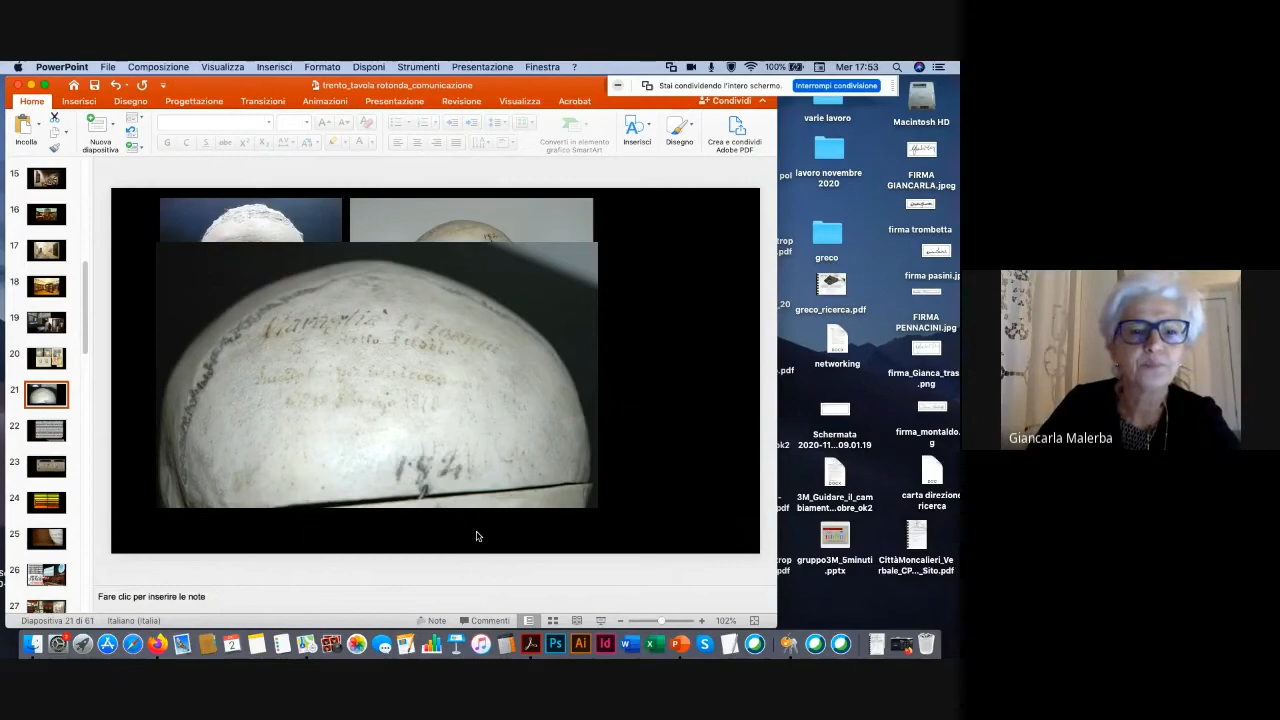 PowerPoint File Composizione Visualizza Inserisci Formato Disponi Strumenti Presentazione Finestra ? 100% Mer 17:53
trento_tavola rotonda_comunicazione
Stai condividendo l'intero schermo. Interrompi condivisione
Home Inserisci Disegno Progettazione Transizioni Animazioni Presentazione Revisione Visualizza Acrobat Condividi
Incolla
Nuova
diapositiva
Converti in elemento
grafico SmartArt
Inserisci
Disegno
Crea e condividi
Adobe PDF
15
16
17
18
19
20
21
22
23
24
25
26
27
194
Fare clic per inserire le note
Diapositiva 21 di 61 Italiano (Italia) Note Commenti 102%
varie lavoro
Macintosh HD
lavoro novembre
2020
FIRMA
GIANCARLA.jpeg
greco
firma trombetta
greco_ricerca.pdf
firma pasini.jp
networking
FIRMA
PENNACINI.jpg
firma_Gianca_tras
.png
Schermata
2020-11...09.01.19
firma_montaldo.
g
3M_Guidare_il_cam
biament...obre_ok2
carta direzione
ricerca
gruppo3M_5minuti
.pptx
CittàMoncalieri_Ve
rbale_CP..._Sito.pdf
Giancarla Malerba